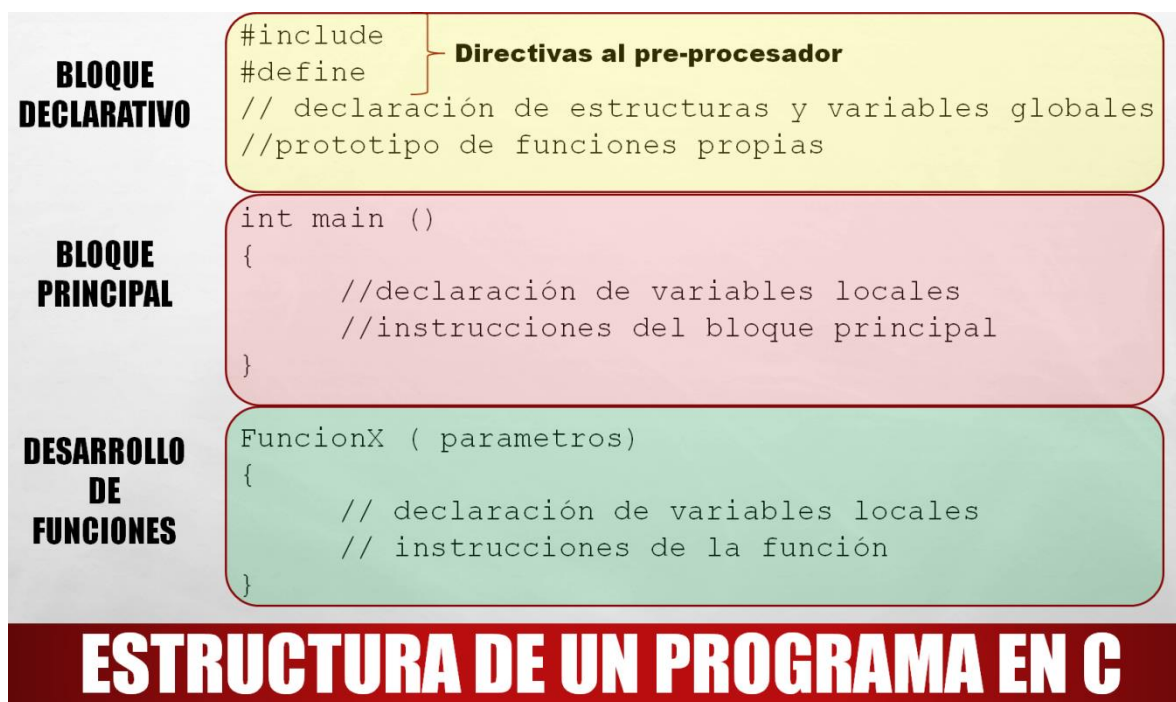 BLOQUE
DECLARATIVO
#include
#define
Directivas al pre-procesador
// declaración de estructuras y variables globales
//prototipo de funciones propias
BLOQUE
PRINCIPAL
int main ()
{
//declaración de variables locales
//instrucciones del bloque principal
}
DESARROLLO
DE
FUNCIONES
FuncionX ( parametros)
{
// declaración de variables locales
// instrucciones de la función
}
ESTRUCTURA DE UN PROGRAMA EN C